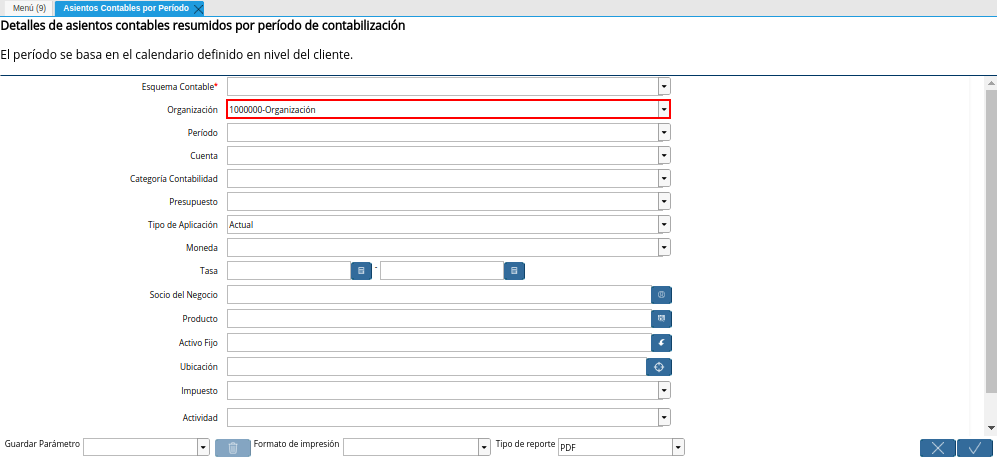 Menú (9)
Asientos Contables por Período
Detalles de asientos contables resumidos por período de contabilización
El período se basa en el calendario definido en nivel del cliente.
Esquema Contable*
Organización 1000000-Organización
Período
Cuenta
Categoría Contabilidad
Presupuesto
Tipo de Aplicación Actual
Moneda
Tasa -
Socio del Negocio
Producto
Activo Fijo
Ubicación
Impuesto
Actividad
Guardar Parámetro Formato de impresión Tipo de reporte PDF